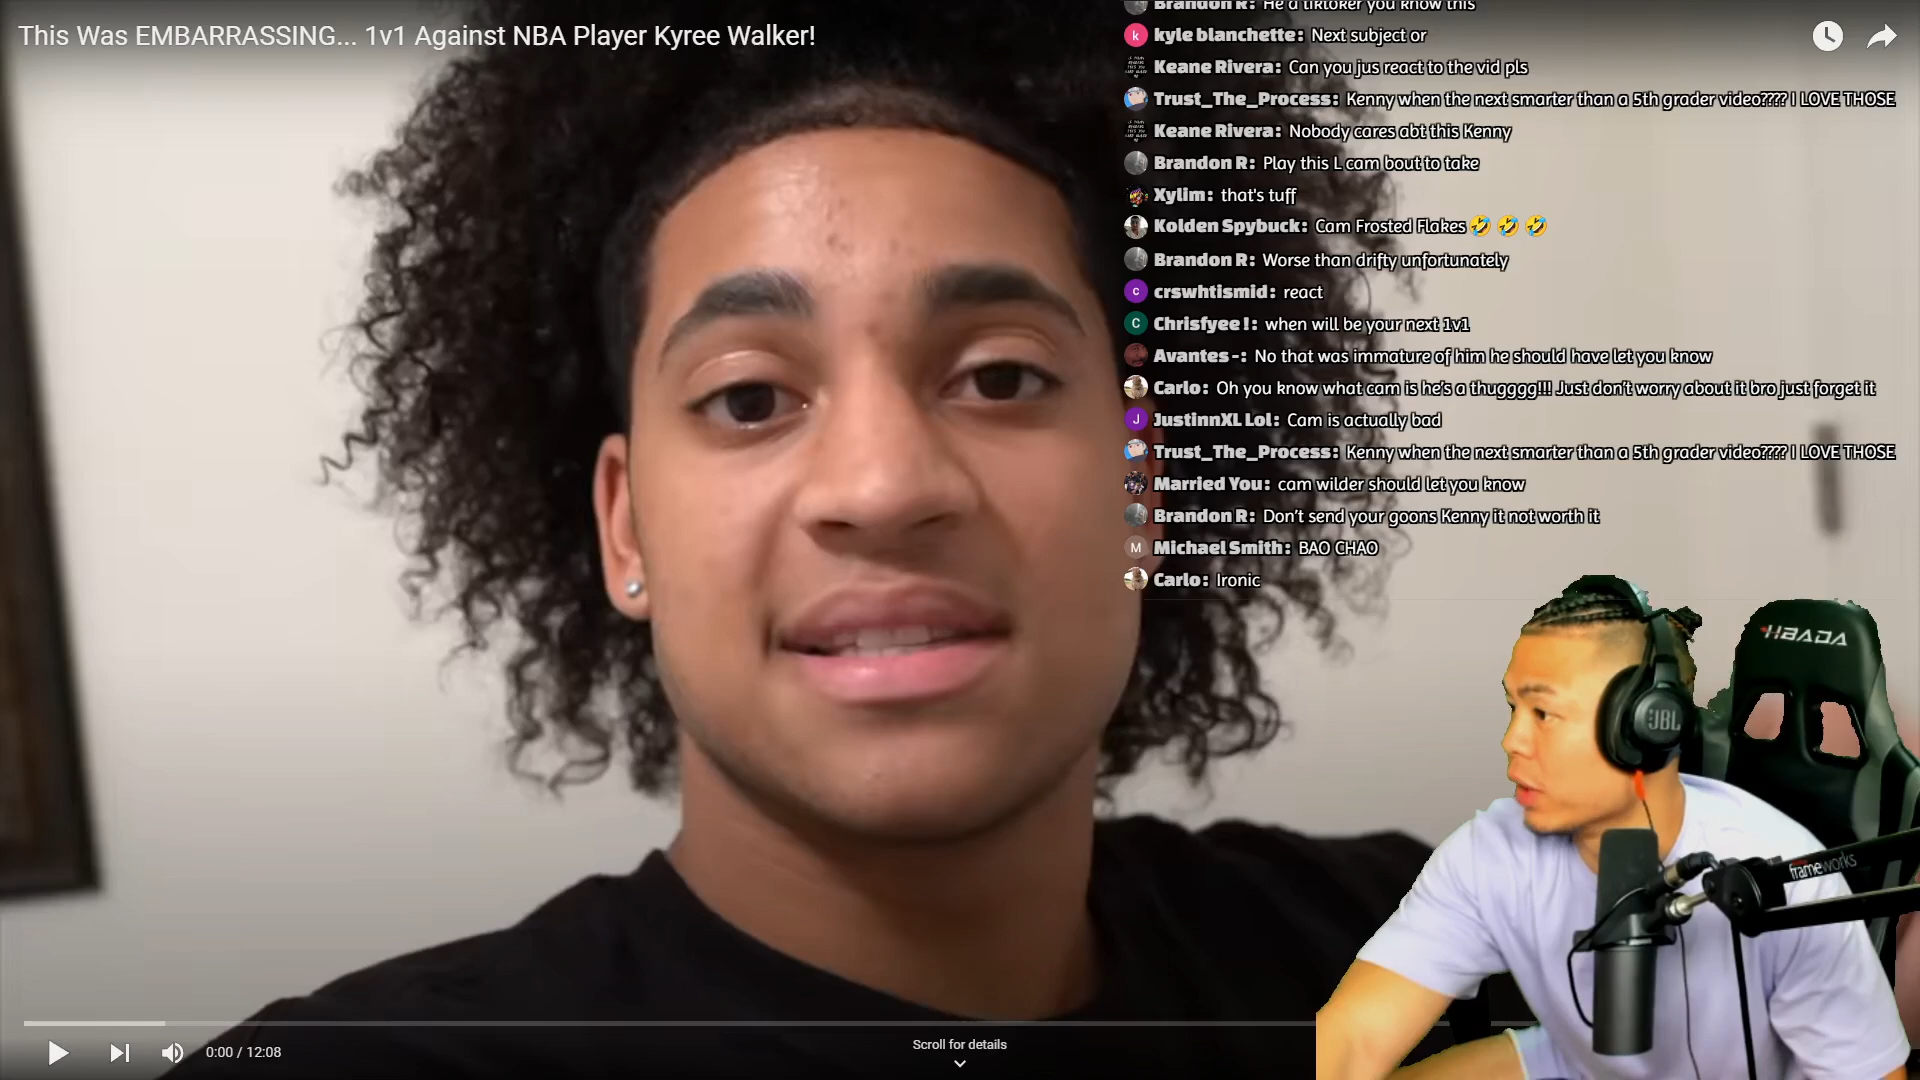 This Was EMBARRASSING... 1v1 Against NBA Player Kyree Walker!
Brandon R: He a tiktoker you know this
kyle blanchette: Next subject or
Keane Rivera: Can you jus react to the vid pls
Trust_The_Process: Kenny when the next smarter than a 5th grader video???? I LOVE THOSE
Keane Rivera: Nobody cares abt this Kenny
Brandon R: Play this L cam bout to take
Xylim: that's tuff
Kolden Spybuck: Cam Frosted Flakes 🤣 🤣 🤣
Brandon R: Worse than drifty unfortunately
c crswhtismid: react
C Chrisfyee!: when will be your next 1v1
Avantes-: No that was immature of him he should have let you know
Carlo: Oh you know what cam is he's a thugggg!!! Just don't worry about it bro just forget it
J JustinnXL Lol: Cam is actually bad
Trust_The_Process: Kenny when the next smarter than a 5th grader video???? I LOVE THOSE
Married You: cam wilder should let you know
Brandon R: Don't send your goons Kenny it not worth it
M Michael Smith: BAO CHAO
Carlo: Ironic
HBADA
JBL
frameworks
0:00 / 12:08
Scroll for details